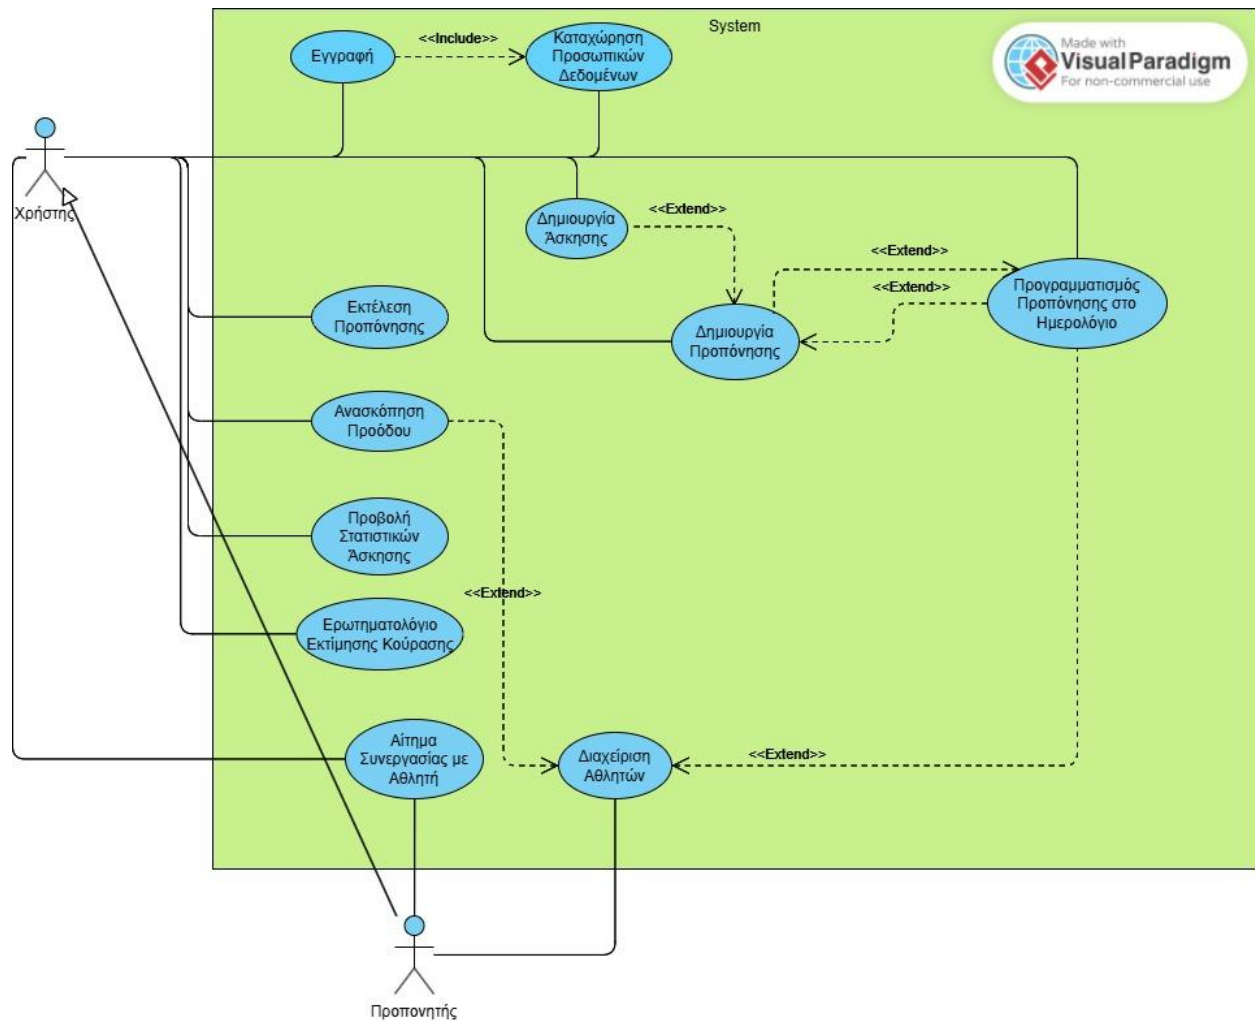 System
Made with
Visual Paradigm
For non-commercial use
Εγγραφή
<<Include>>
Καταχώρηση
Προσωπικών
Δεδομένων
Χρήστης
Δημιουργία
Άσκησης
<<Extend>>
<<Extend>>
<<Extend>>
Προγραμματισμός
Προπόνησης στο
Ημερολόγιο
Εκτέλεση
Προπόνησης
Δημιουργία
Προπόνησης
Ανασκόπηση
Προόδου
Προβολή
Στατιστικών
Άσκησης
<<Extend>>
Ερωτηματολόγιο
Εκτίμησης Κούρασης
Αίτημα
Συνεργασίας με
Αθλητή
Διαχείριση
Αθλητών
<<Extend>>
Προπονητής